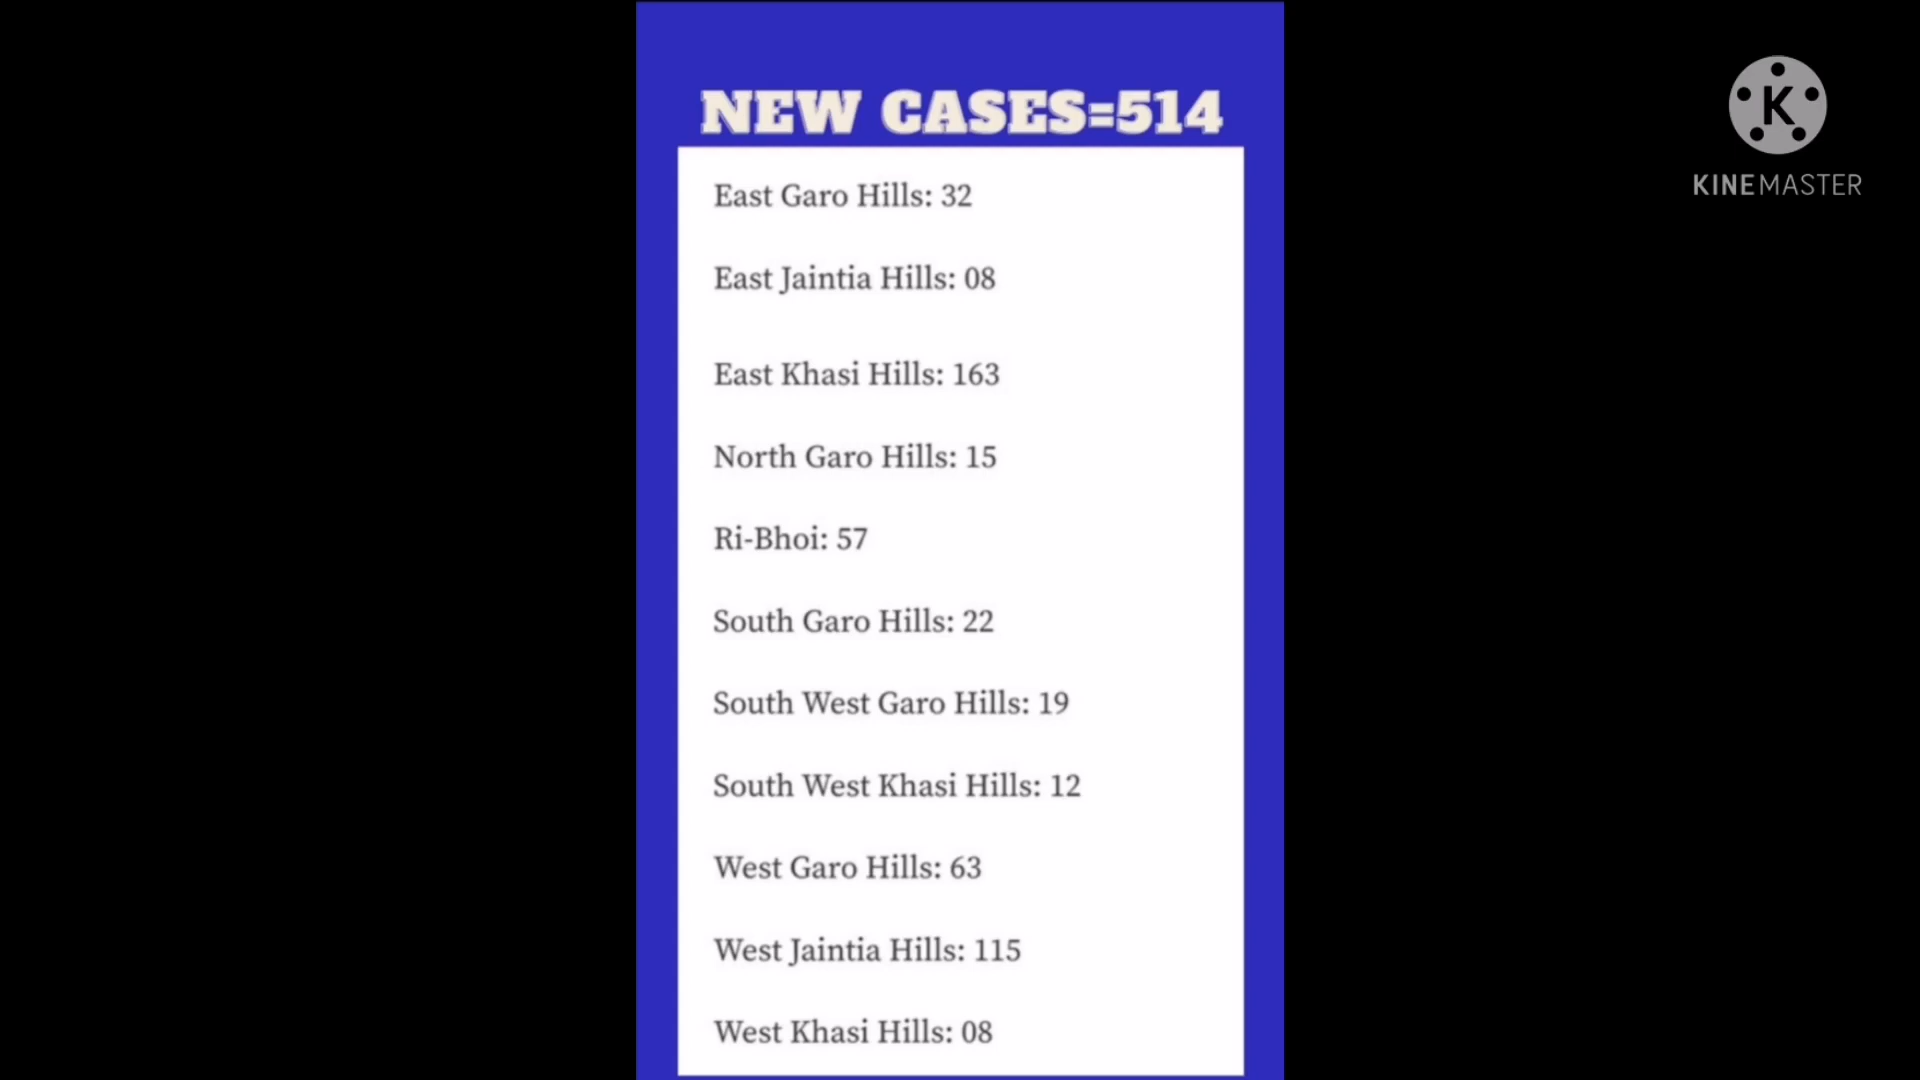 NEW CASES=514
East Garo Hills: 32
East Jaintia Hills: 08
East Khasi Hills: 163
North Garo Hills: 15
Ri-Bhoi: 57
South Garo Hills: 22
South West Garo Hills: 19
South West Khasi Hills: 12
West Garo Hills: 63
West Jaintia Hills: 115
West Khasi Hills: 08
K
KINEMASTER